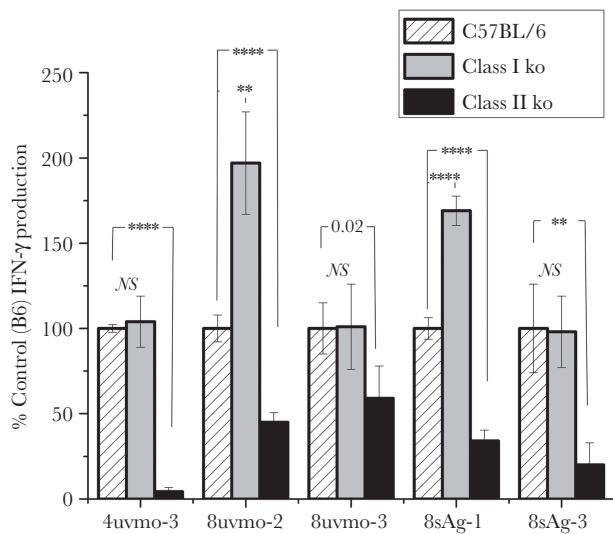 C57BL/6
Class I ko
Class II ko
% Control (B6) IFN-γ production
250
200
150
100
50
0
****
NS
****
**
0.02
NS
****
****
**
NS
4uvmo-3
8uvmo-2
8uvmo-3
8sAg-1
8sAg-3